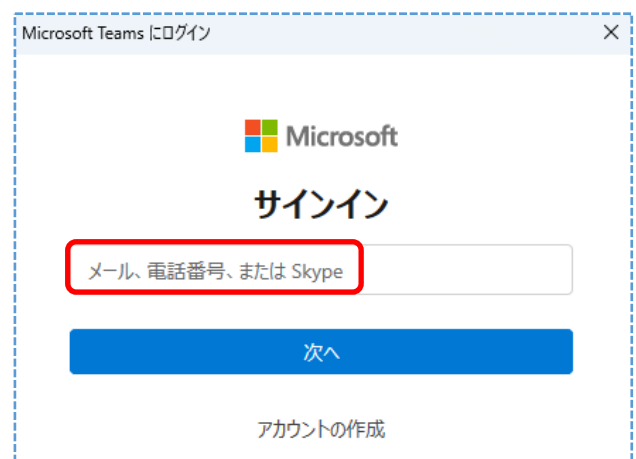 Microsoft Teams にログイン
Microsoft
サインイン
メール、電話番号、または Skype
次へ
アカウントの作成